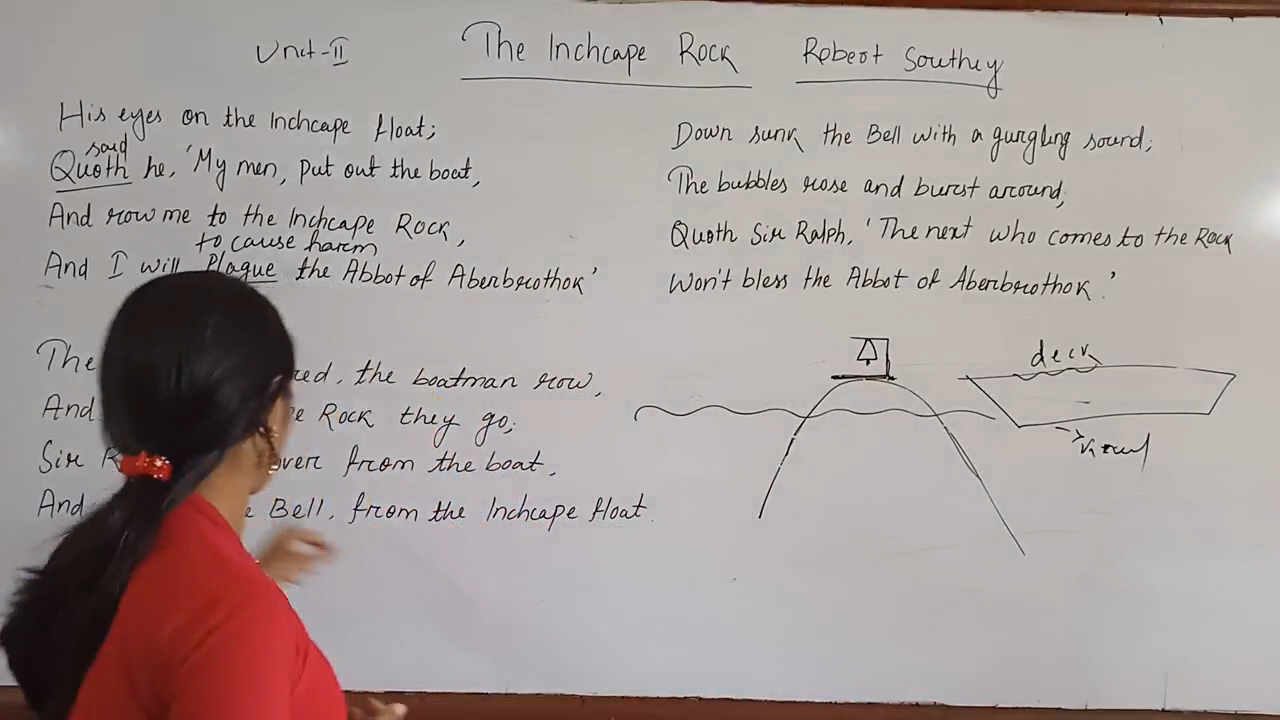 Unit-II The Inchcape Rock Robert Southey
His eyes on the Inchcape float;
said
Quoth he, 'My men, put out the boat,
And row me to the Inchcape Rock,
to cause harm
And I will Plague the Abbot of Aberbrothok'
The red, the boatman row,
And Rock they go;
Sir over from the boat,
And Bell, from the Inchcape float.
Down sunk the Bell with a gurgling sound;
The bubbles rose and burst around;
Quoth Sir Ralph, 'The next who comes to the Rock
Won't bless the Abbot of Aberbrothok.'
deck